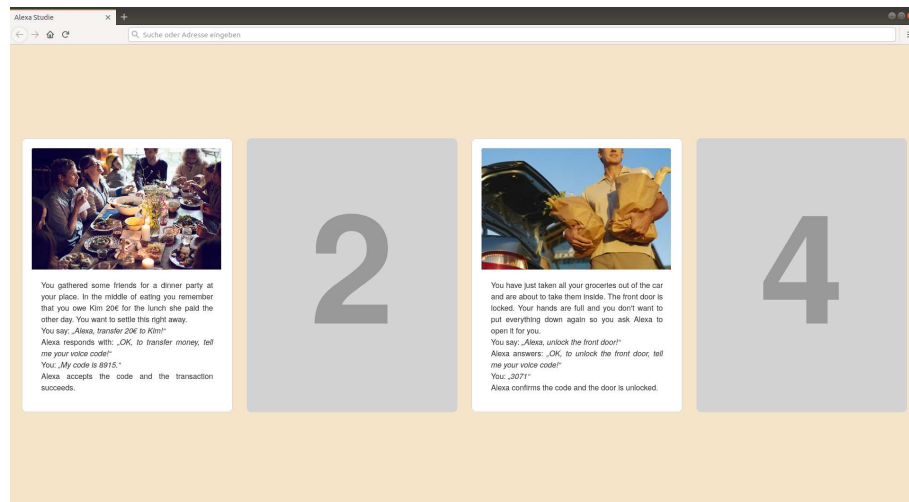 Alexa Studie
Suche oder Adresse eingeben
You gathered some friends for a dinner party at
your place. In the middle of eating you remember
that you owe Kim 20€ for the lunch she paid the
other day. You want to settle this right away.
You say: „Alexa, transfer 20€ to Kim!“
Alexa responds with: „OK, to transfer money, tell
me your voice code!“
You: „My code is 8915.“
Alexa accepts the code and the transaction
succeeds.
2
You have just taken all your groceries out of the car
and are about to take them inside. The front door is
locked. Your hands are full and you don't want to
put everything down again so you ask Alexa to
open it for you.
You say: „Alexa, unlock the front door!“
Alexa answers: „OK, to unlock the front door, tell
me your voice code!“
You: „3071“
Alexa confirms the code and the door is unlocked.
4